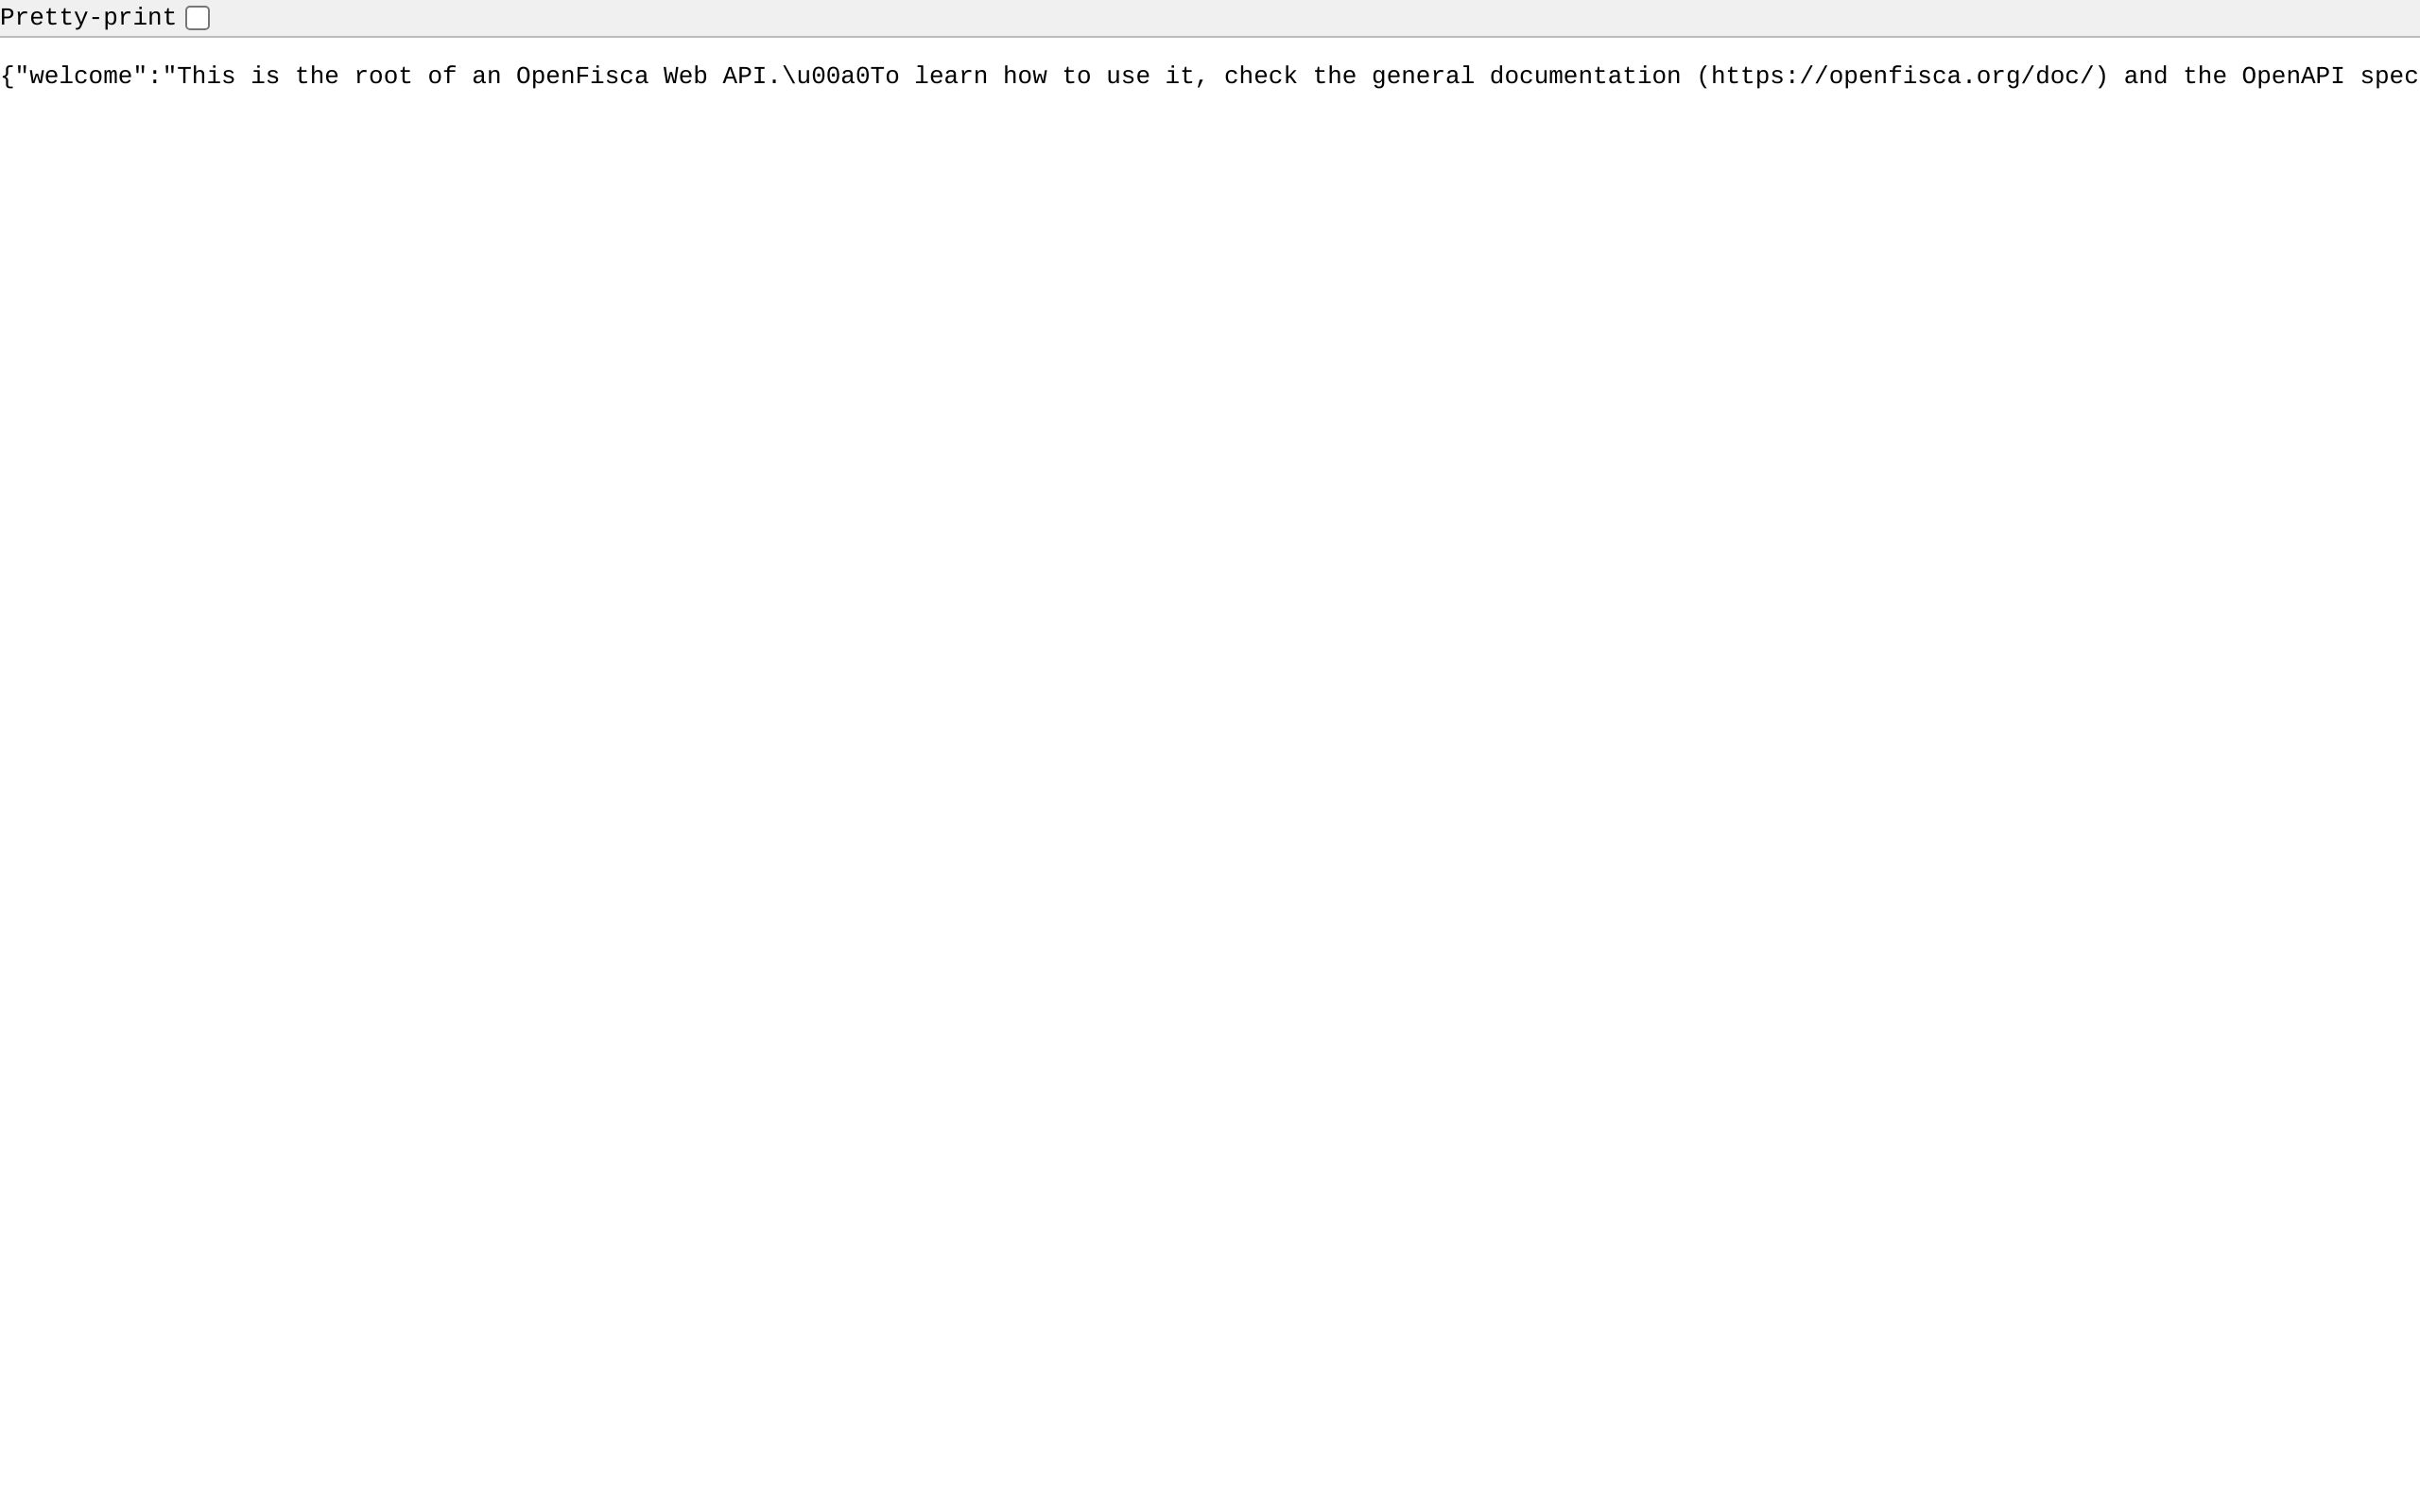 Pretty-print
{"welcome":"This is the root of an OpenFisca Web API.\u00a0To learn how to use it, check the general documentation (https://openfisca.org/doc/) and the OpenAPI spec